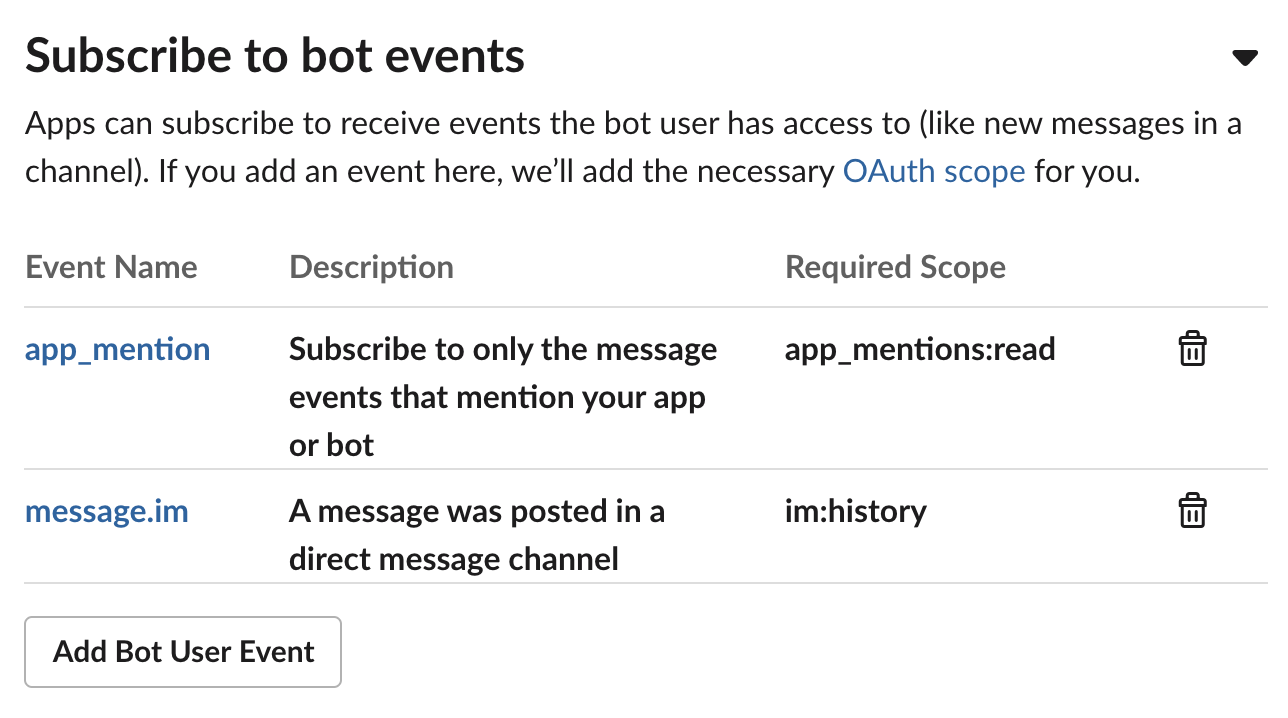 Subscribe to bot events
Apps can subscribe to receive events the bot user has access to (like new messages in a
channel). If you add an event here, we’ll add the necessary OAuth scope for you.
Event Name Description Required Scope
app_mention Subscribe to only the message app_mentions:read
events that mention your app
or bot
message.im A message was posted in a im:history
direct message channel
Add Bot User Event